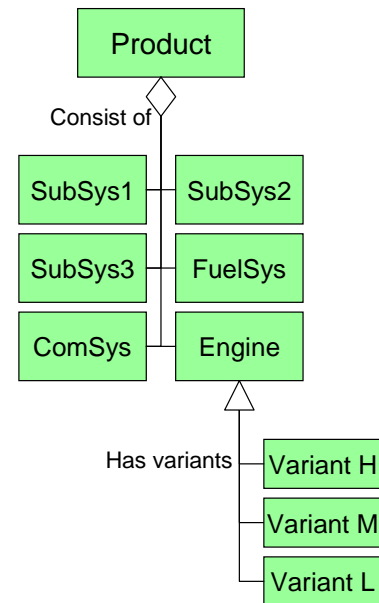 Product
Consist of
SubSys1
SubSys2
SubSys3
FuelSys
ComSys
Engine
Has variants
Variant H
Variant M
Variant L